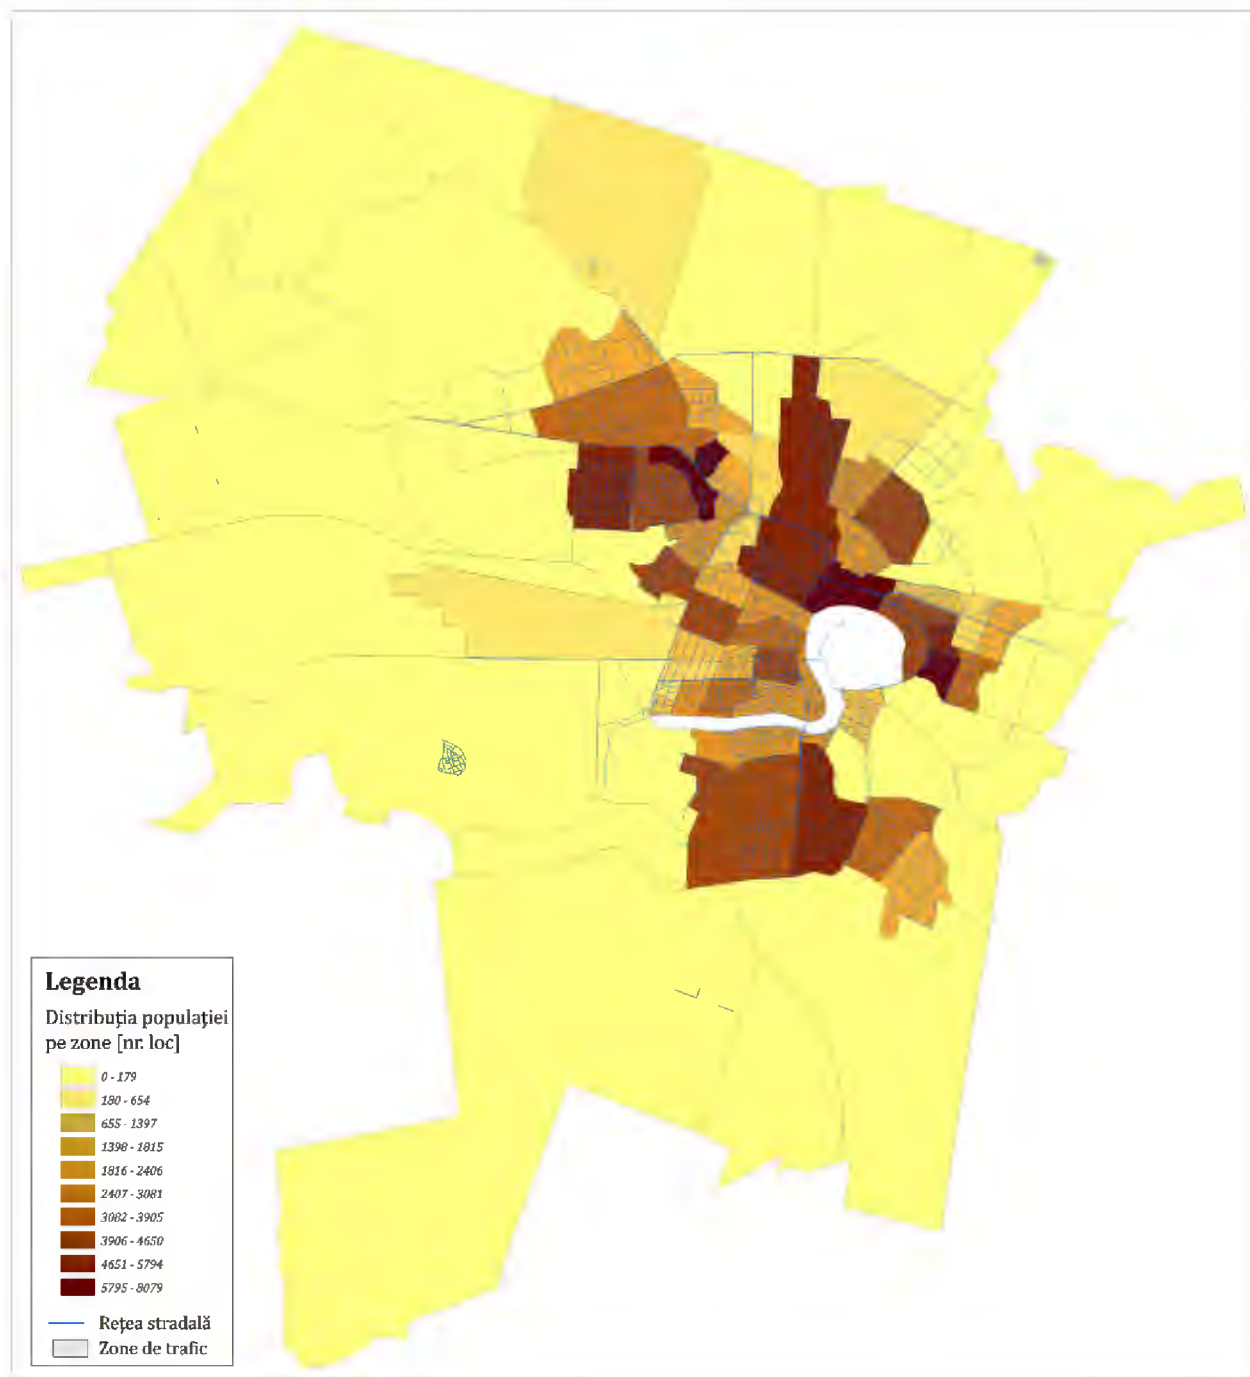 Legenda
Distribuția populației
pe zone [nr. loc]
0 - 179
180 - 654
655 - 1397
1398 - 1815
1816 - 2406
2407 - 3081
3082 - 3905
3906 - 4650
4651 - 5794
5795 - 8079
Rețea stradală
Zone de trafic